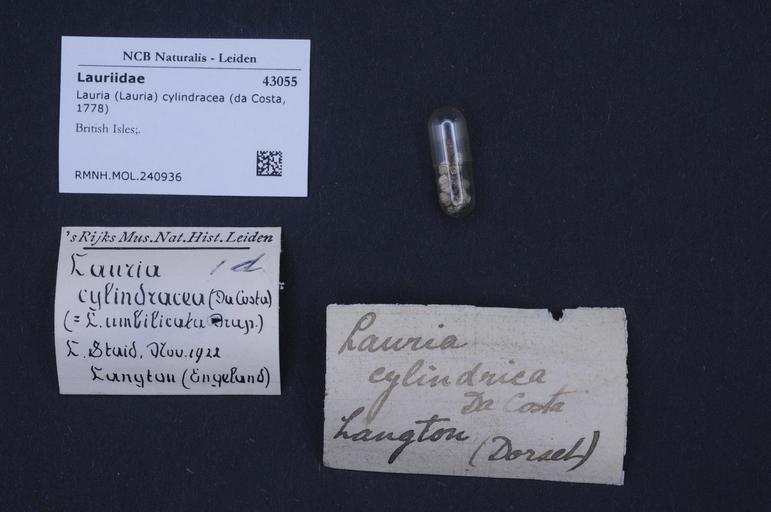 NCB Naturalis - Leiden
Lauriidae 43055
Lauria (Lauria) cylindracea (da Costa,
1778)
British Isles;.
RMNH.MOL.240936
's Rijks Mus.Nat.Hist.Leiden
Lauria 1 d
cylindracea (Da Costa)
(= L. umbilicata Drap.)
L. Staid, Nov. 1922
Langton (Engeland)
Lauria
cylindrica
Da Costa
Langton (Dorset)